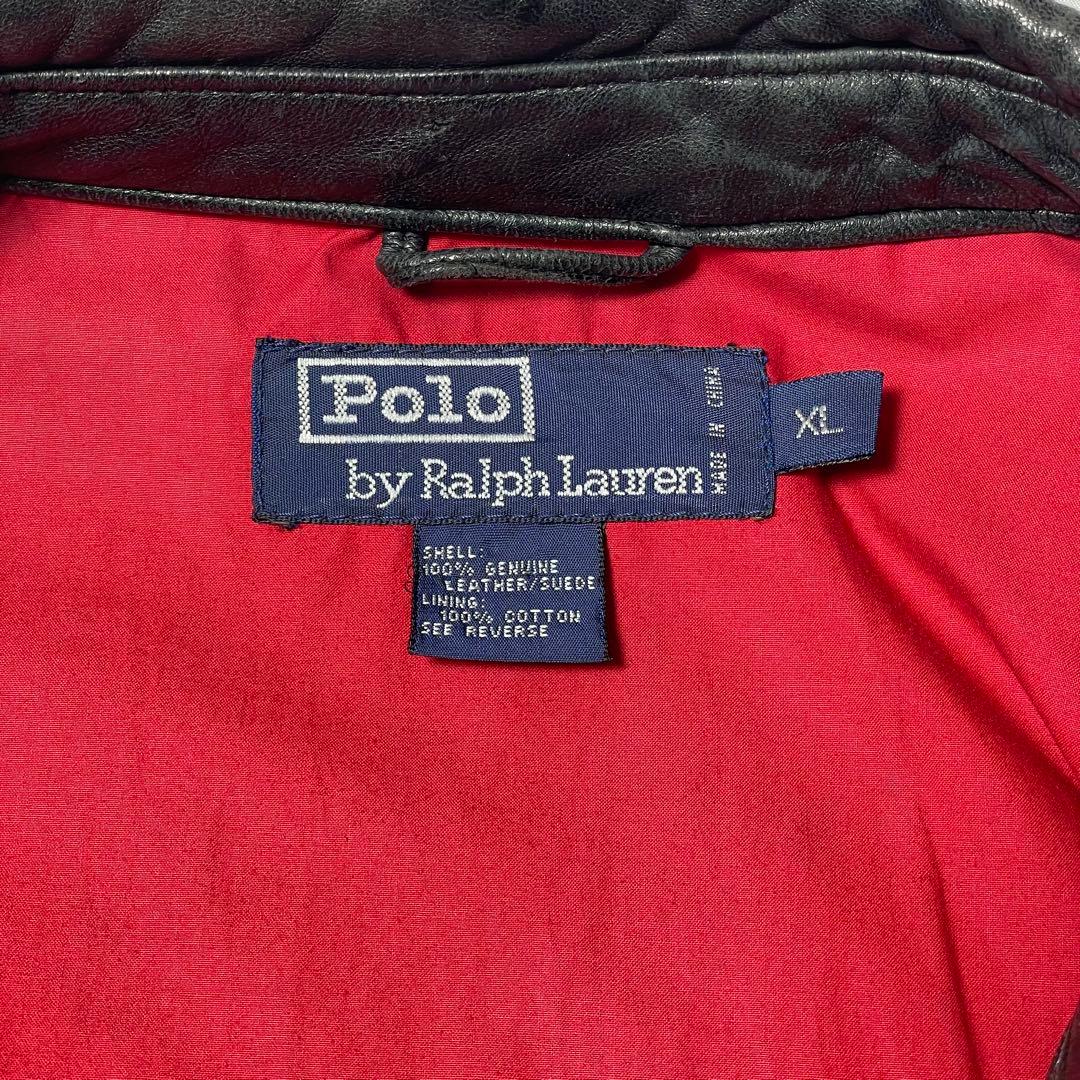 Polo
by Ralph Lauren
MADE IN CHINA
XL
SHELL:
100% GENUINE
LEATHER/SUEDE
LINING:
100% COTTON
SEE REVERSE